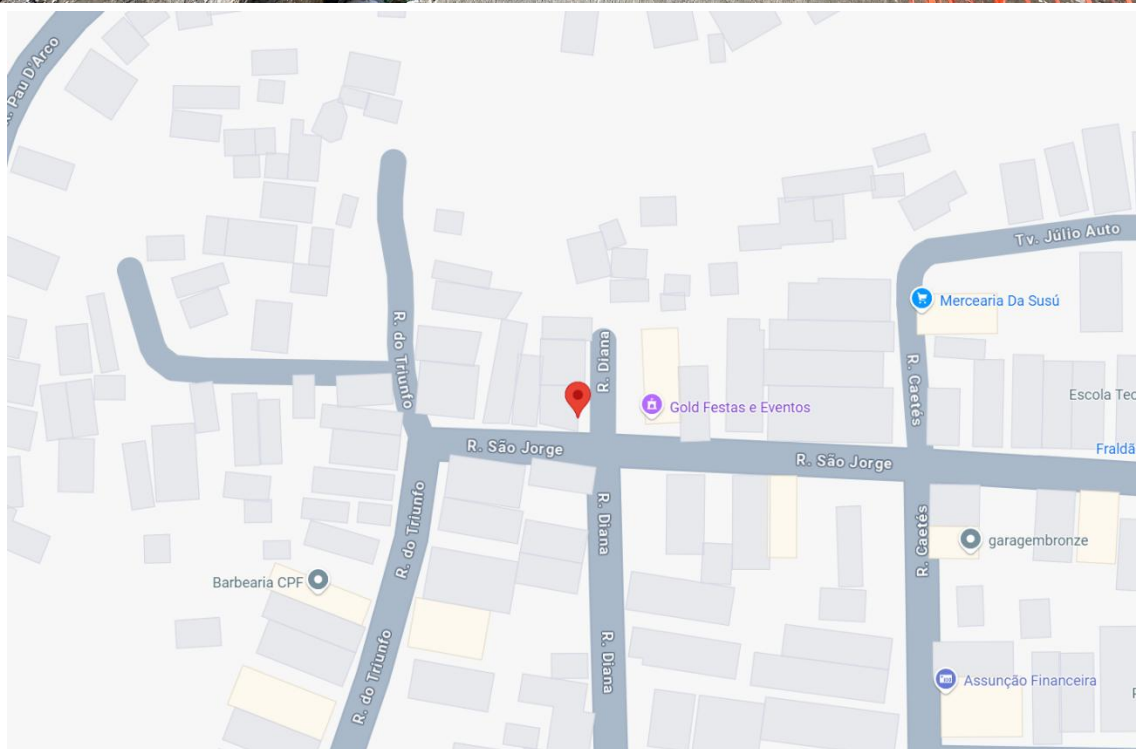 R. Pau D'Arco
Tv. Júlio Auto
Mercearia Da Susú
R. do Triunfo
R. Diana
R. Caetés
Gold Festas e Eventos
Escola Tec
R. São Jorge
R. São Jorge
Fraldã
R. do Triunfo
R. Diana
R. Caetés
garagembronze
Barbearia CPF
R. do Triunfo
R. Diana
Assunção Financeira